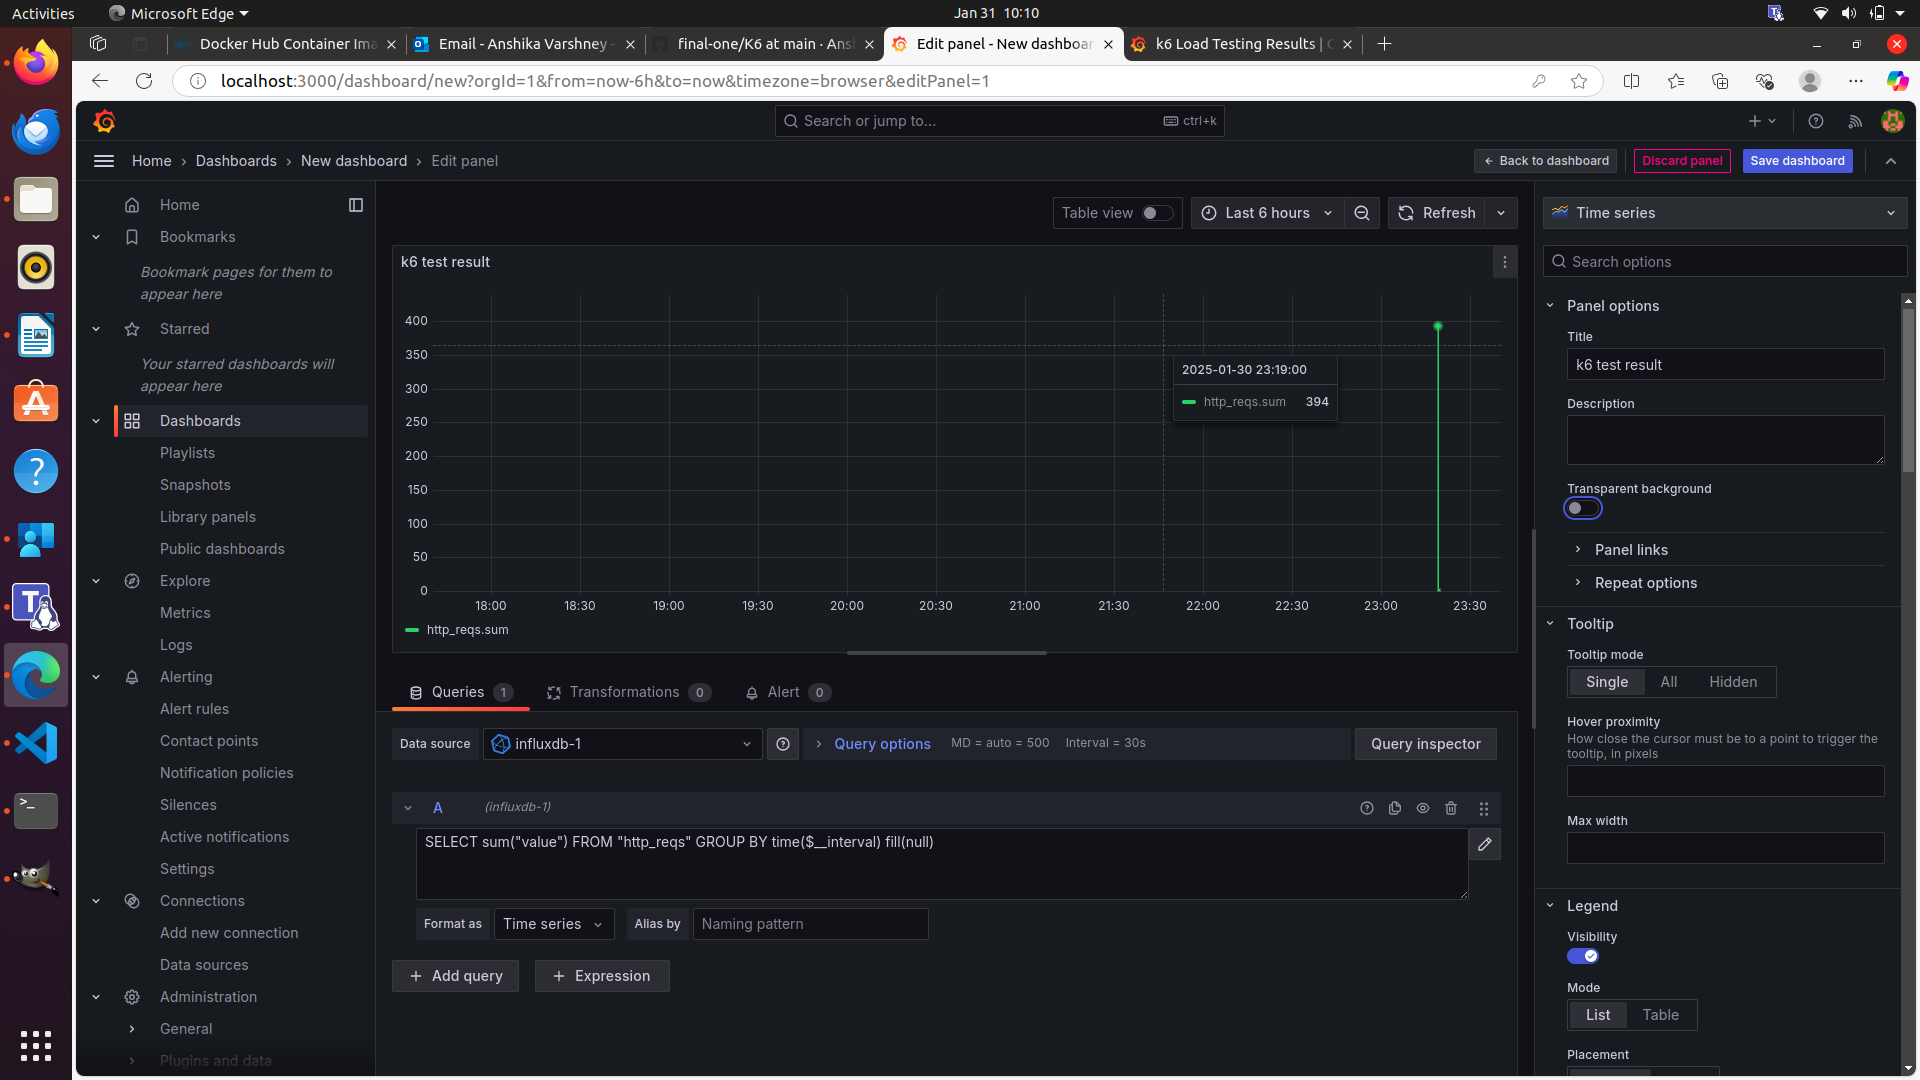 Activities
Microsoft Edge
Jan 31 10:10
Docker Hub Container Ima
Email - Anshika Varshney -
final-one/K6 at main · Ansh
Edit panel - New dashboar
k6 Load Testing Results |
localhost:3000/dashboard/new?orgId=1&from=now-6h&to=now&timezone=browser&editPanel=1
Search or jump to...
ctrl+k
Home › Dashboards › New dashboard › Edit panel
Back to dashboard
Discard panel
Save dashboard
Home
Bookmarks
Bookmark pages for them to
appear here
Starred
Your starred dashboards will
appear here
Dashboards
Playlists
Snapshots
Library panels
Public dashboards
Explore
Metrics
Logs
Alerting
Alert rules
Contact points
Notification policies
Silences
Active notifications
Settings
Connections
Add new connection
Data sources
Administration
General
Plugins and data
Table view
Last 6 hours
Refresh
k6 test result
400
350
300
250
200
150
100
50
0
18:00
18:30
19:00
19:30
20:00
20:30
21:00
21:30
22:00
22:30
23:00
23:30
2025-01-30 23:19:00
http_reqs.sum 394
http_reqs.sum
Queries 1
Transformations 0
Alert 0
Data source
influxdb-1
Query options
MD = auto = 500
Interval = 30s
Query inspector
A
(influxdb-1)
SELECT sum("value") FROM "http_reqs" GROUP BY time($__interval) fill(null)
Format as
Time series
Alias by
Naming pattern
+ Add query
+ Expression
Time series
Search options
Panel options
Title
k6 test result
Description
Transparent background
Panel links
Repeat options
Tooltip
Tooltip mode
Single
All
Hidden
Hover proximity
How close the cursor must be to a point to trigger the
tooltip, in pixels
Max width
Legend
Visibility
Mode
List
Table
Placement